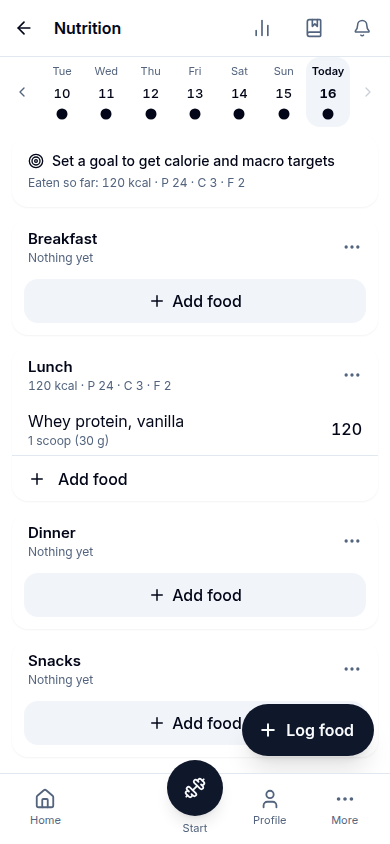 Nutrition
Tue Wed Thu Fri Sat Sun Today
10 11 12 13 14 15 16
Set a goal to get calorie and macro targets
Eaten so far: 120 kcal · P 24 · C 3 · F 2
Breakfast
Nothing yet
Add food
Lunch
120 kcal · P 24 · C 3 · F 2
Whey protein, vanilla
1 scoop (30 g)
120
Add food
Dinner
Nothing yet
Add food
Snacks
Nothing yet
Add food
Log food
Home
Start
Profile
More